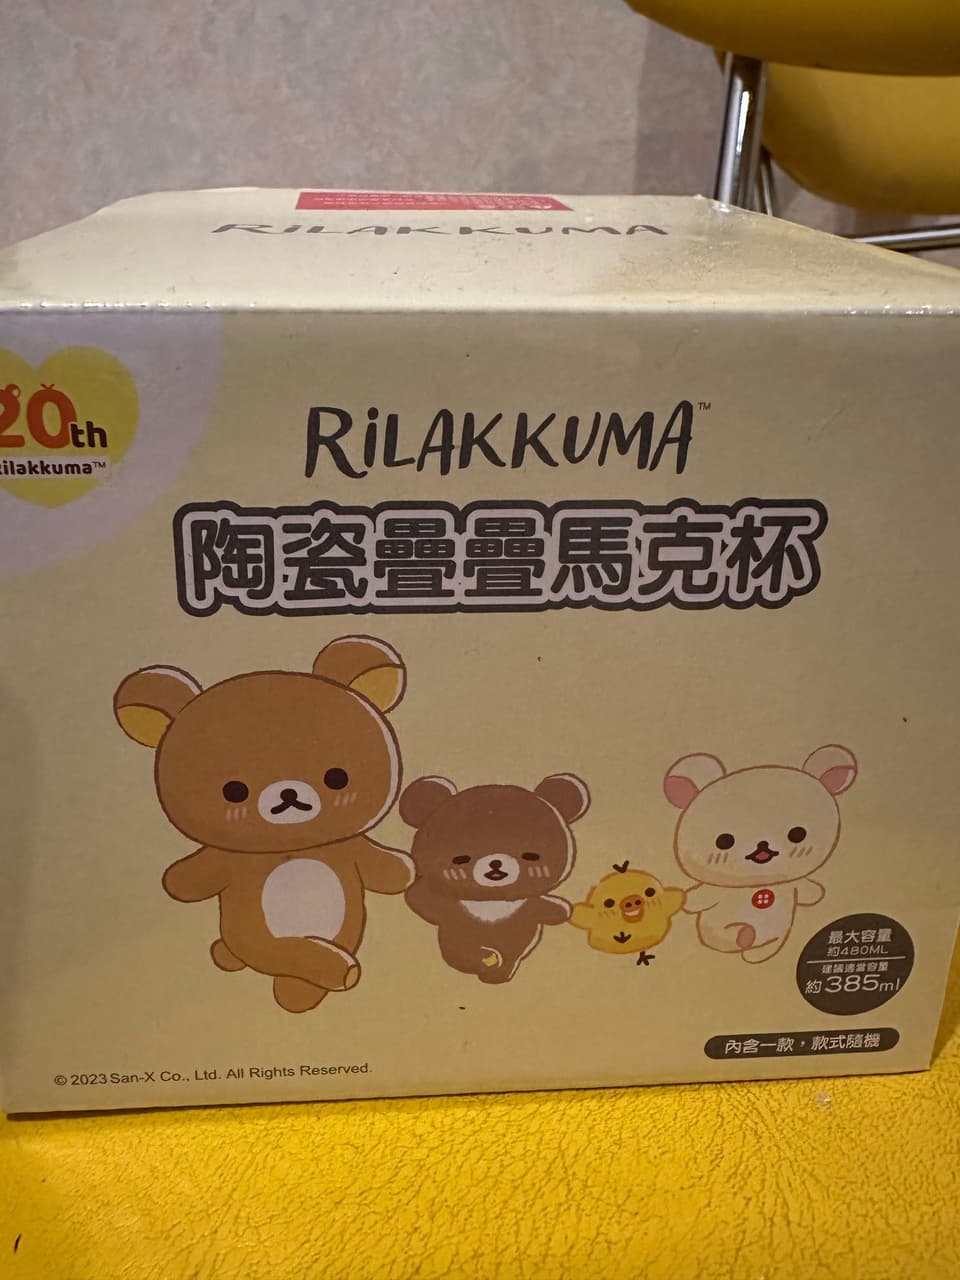 RiLAKKUMA
20th
Rilakkuma™
RiLAKKUMA™
陶瓷疊疊馬克杯
最大容量
約480ML
建議適當容量
約385ml
內含一款，款式隨機
© 2023 San-X Co., Ltd. All Rights Reserved.